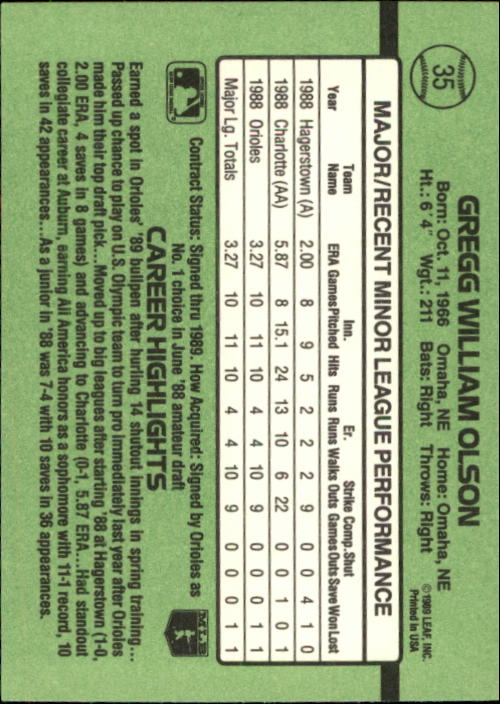 35
GREGG WILLIAM OLSON
Born: Oct. 11, 1966 Omaha, NE Home: Omaha, NE
Ht.: 6'4" Wgt.: 211 Bats: Right Throws: Right
©1989 LEAF, INC.
Printed in USA
MAJOR/RECENT MINOR LEAGUE PERFORMANCE
Team Inn. Er. Strike Comp. Shut
Year Name ERA Games Pitched Hits Runs Runs Walks Outs Games Outs Save Won Lost
1988 Hagerstown (A) 2.00 8 9 5 2 2 2 9 0 0 4 1 0
1988 Charlotte (AA) 5.87 8 15.1 24 13 10 6 22 0 0 1 0 1
1988 Orioles 3.27 10 11 10 4 4 10 9 0 0 0 1 1
Major Lg. Totals 3.27 10 11 10 4 4 10 9 0 0 0 1 1
Contract Status: Signed thru 1989. How Acquired: Signed by Orioles as
No. 1 choice in June '88 amateur draft
MLB
CAREER HIGHLIGHTS
Earned a spot in Orioles' '89 bullpen after hurling 14 shutout innings in spring training...
Passed up chance to play on U.S. Olympic team to turn pro immediately last year after Orioles
made him their top draft pick...Moved up to big leagues after starting '88 at Hagerstown (1-0,
2.00 ERA, 4 saves in 8 games) and advancing to Charlotte (0-1, 5.87 ERA...Had standout
collegiate career at Auburn, earning All America honors as a sophomore with 11-1 record, 10
saves in 42 appearances...As a junior in '88 was 7-4 with 10 saves in 36 appearances.